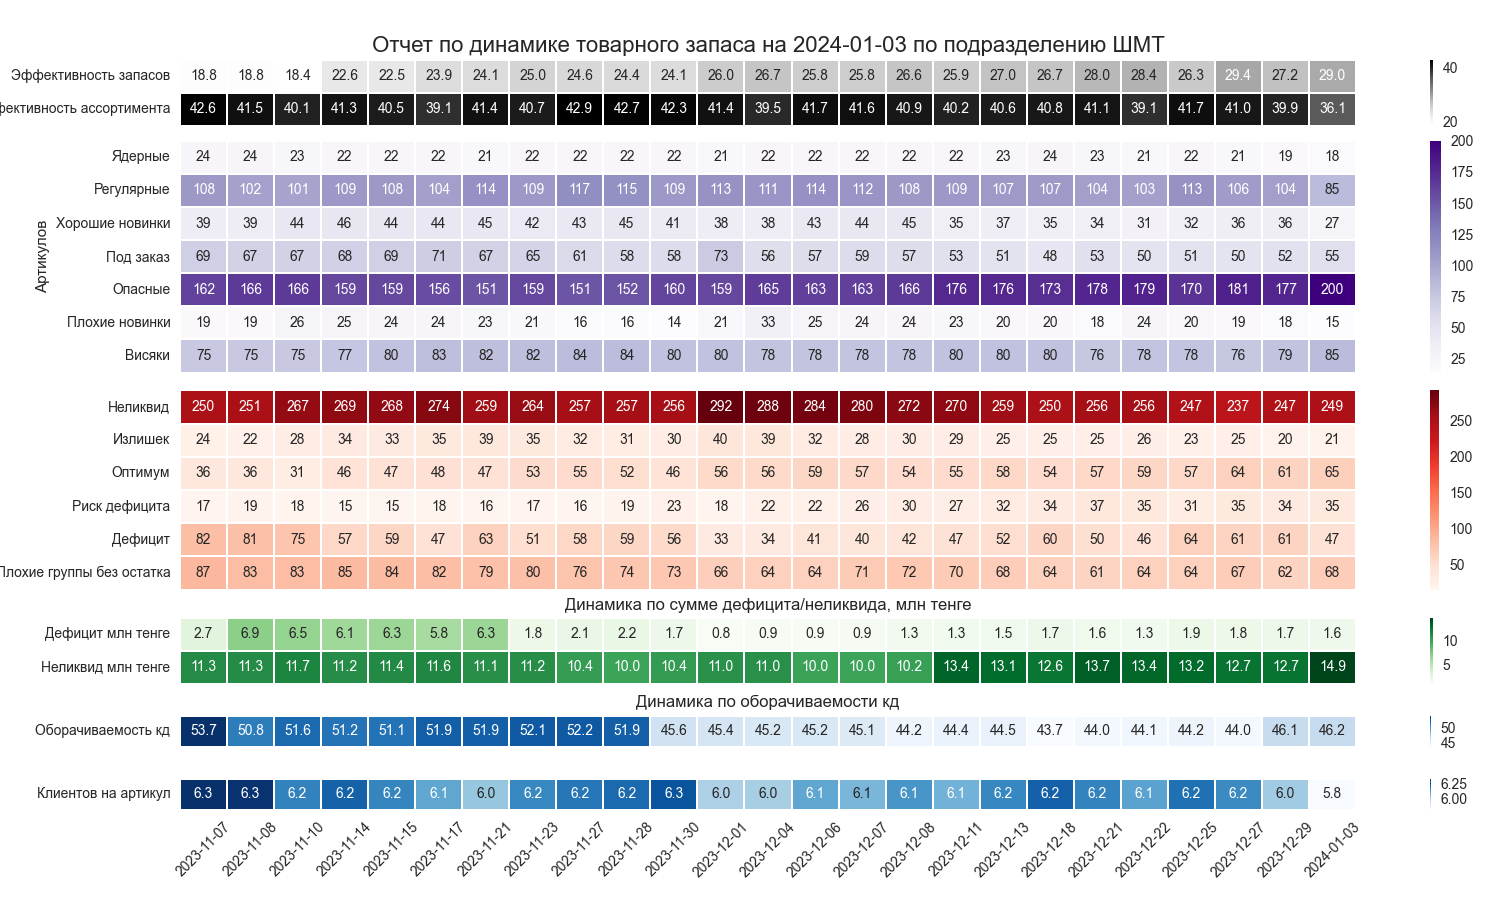 Отчет по динамике товарного запаса на 2024-01-03 по подразделению ШМТ
Эффективность запасов 18.8 18.8 18.4 22.6 22.5 23.9 24.1 25.0 24.6 24.4 24.1 26.0 26.7 25.8 25.8 26.6 25.9 27.0 26.7 28.0 28.4 26.3 29.4 27.2 29.0
фективность ассортимента 42.6 41.5 40.1 41.3 40.5 39.1 41.4 40.7 42.9 42.7 42.3 41.4 39.5 41.7 41.6 40.9 40.2 40.6 40.8 41.1 39.1 41.7 41.0 39.9 36.1
40
20
Артикулов
Ядерные 24 24 23 22 22 22 21 22 22 22 22 21 22 22 22 22 22 23 24 23 21 22 21 19 18
Регулярные 108 102 101 109 108 104 114 109 117 115 109 113 111 114 112 108 109 107 107 104 103 113 106 104 85
Хорошие новинки 39 39 44 46 44 44 45 42 43 45 41 38 38 43 44 45 35 37 35 34 31 32 36 36 27
Под заказ 69 67 67 68 69 71 67 65 61 58 58 73 56 57 59 57 53 51 48 53 50 51 50 52 55
Опасные 162 166 166 159 159 156 151 159 151 152 160 159 165 163 163 166 176 176 173 178 179 170 181 177 200
Плохие новинки 19 19 26 25 24 24 23 21 16 16 14 21 33 25 24 24 23 20 20 18 24 20 19 18 15
Висяки 75 75 75 77 80 83 82 82 84 84 80 80 78 78 78 78 80 80 80 76 78 78 76 79 85
200
175
150
125
100
75
50
25
Неликвид 250 251 267 269 268 274 259 264 257 257 256 292 288 284 280 272 270 259 250 256 256 247 237 247 249
Излишек 24 22 28 34 33 35 39 35 32 31 30 40 39 32 28 30 29 25 25 25 26 23 25 20 21
Оптимум 36 36 31 46 47 48 47 53 55 52 46 56 56 59 57 54 55 58 54 57 59 57 64 61 65
Риск дефицита 17 19 18 15 15 18 16 17 16 19 23 18 22 22 26 30 27 32 34 37 35 31 35 34 35
Дефицит 82 81 75 57 59 47 63 51 58 59 56 33 34 41 40 42 47 52 60 50 46 64 61 61 47
Плохие группы без остатка 87 83 83 85 84 82 79 80 76 74 73 66 64 64 71 72 70 68 64 61 64 64 67 62 68
250
200
150
100
50
Динамика по сумме дефицита/неликвида, млн тенге
Дефицит млн тенге 2.7 6.9 6.5 6.1 6.3 5.8 6.3 1.8 2.1 2.2 1.7 0.8 0.9 0.9 0.9 1.3 1.3 1.5 1.7 1.6 1.3 1.9 1.8 1.7 1.6
Неликвид млн тенге 11.3 11.3 11.7 11.2 11.4 11.6 11.1 11.2 10.4 10.0 10.4 11.0 11.0 10.0 10.0 10.2 13.4 13.1 12.6 13.7 13.4 13.2 12.7 12.7 14.9
10
5
Динамика по оборачиваемости кд
Оборачиваемость кд 53.7 50.8 51.6 51.2 51.1 51.9 51.9 52.1 52.2 51.9 45.6 45.4 45.2 45.2 45.1 44.2 44.4 44.5 43.7 44.0 44.1 44.2 44.0 46.1 46.2
50
45
Клиентов на артикул 6.3 6.3 6.2 6.2 6.2 6.1 6.0 6.2 6.2 6.2 6.3 6.0 6.0 6.1 6.1 6.1 6.1 6.2 6.2 6.2 6.1 6.2 6.2 6.0 5.8
6.25
6.00
2023-11-07 2023-11-08 2023-11-10 2023-11-14 2023-11-15 2023-11-17 2023-11-21 2023-11-23 2023-11-27 2023-11-28 2023-11-30 2023-12-01 2023-12-04 2023-12-06 2023-12-07 2023-12-08 2023-12-11 2023-12-13 2023-12-18 2023-12-21 2023-12-22 2023-12-25 2023-12-27 2023-12-29 2024-01-03